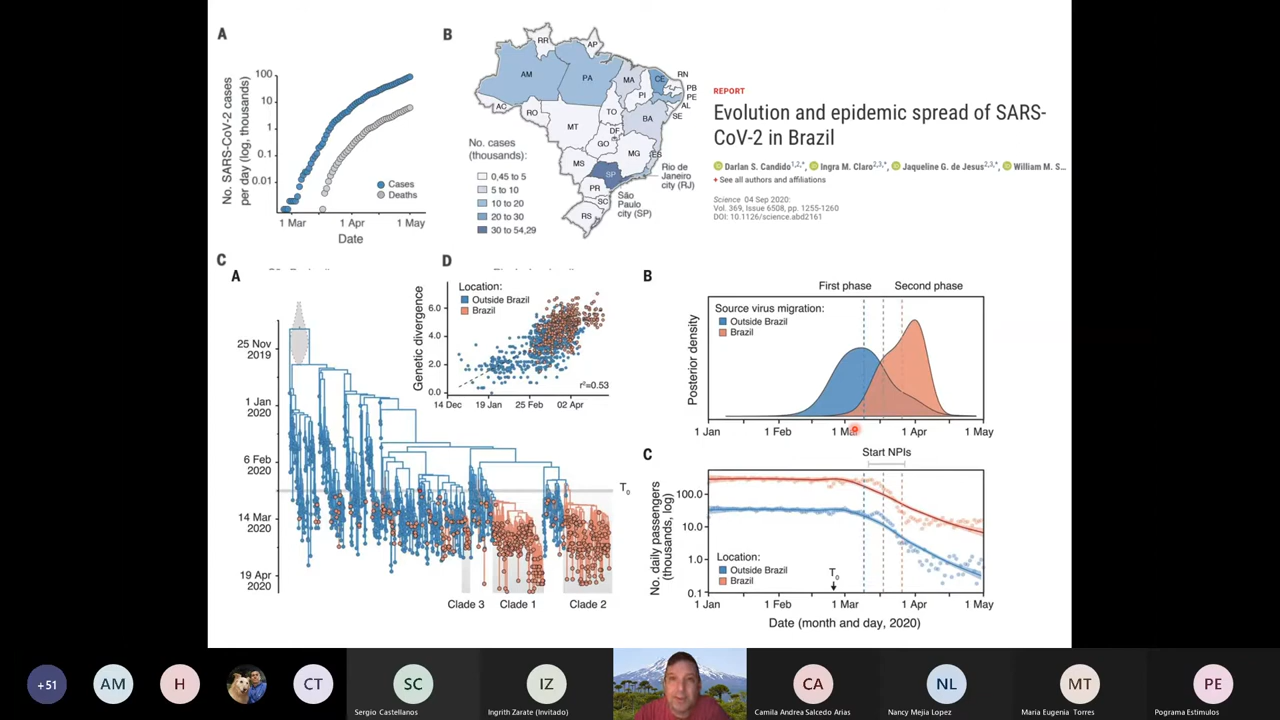 A
No. SARS-CoV-2 cases
per day (log, thousands)
100
10
1
0.1
0.01
Cases
Deaths
1 Mar
1 Apr
1 May
Date
B
RR
AP
AM
PA
MA
CE
RN
PB
PE
AL
SE
PI
AC
RO
TO
BA
MT
DF
GO
MG
ES
MS
SP
PR
SC
RS
Rio de
Janeiro
city (RJ)
São
Paulo
city (SP)
No. cases
(thousands):
0,45 to 5
5 to 10
10 to 20
20 to 30
30 to 54,29
REPORT
Evolution and epidemic spread of SARS-
CoV-2 in Brazil
Darlan S. Candido1,2,*, Ingra M. Claro2,3,*, Jaqueline G. de Jesus2,3,*, William M. S...
+ See all authors and affiliations
Science 04 Sep 2020:
Vol. 369, Issue 6508, pp. 1255-1260
DOI: 10.1126/science.abd2161
C
A
25 Nov
2019
1 Jan
2020
6 Feb
2020
14 Mar
2020
19 Apr
2020
T0
Clade 3
Clade 1
Clade 2
D
Genetic divergence
Location:
Outside Brazil
Brazil
6.0
4.0
2.0
0.0
r²=0.53
14 Dec
19 Jan
25 Feb
02 Apr
B
First phase
Second phase
Posterior density
Source virus migration:
Outside Brazil
Brazil
1 Jan
1 Feb
1 Mar
1 Apr
1 May
C
Start NPIs
No. daily passengers
(thousands, log)
100.0
10.0
1.0
0.1
Location:
Outside Brazil
Brazil
T0
1 Jan
1 Feb
1 Mar
1 Apr
1 May
Date (month and day, 2020)
+51
AM
H
CT
SC
Sergio Castellanos
IZ
Ingrith Zarate (Invitado)
CA
Camila Andrea Salcedo Arias
NL
Nancy Mejia Lopez
MT
Maria Eugenia Torres
PE
Pograma Estimulos